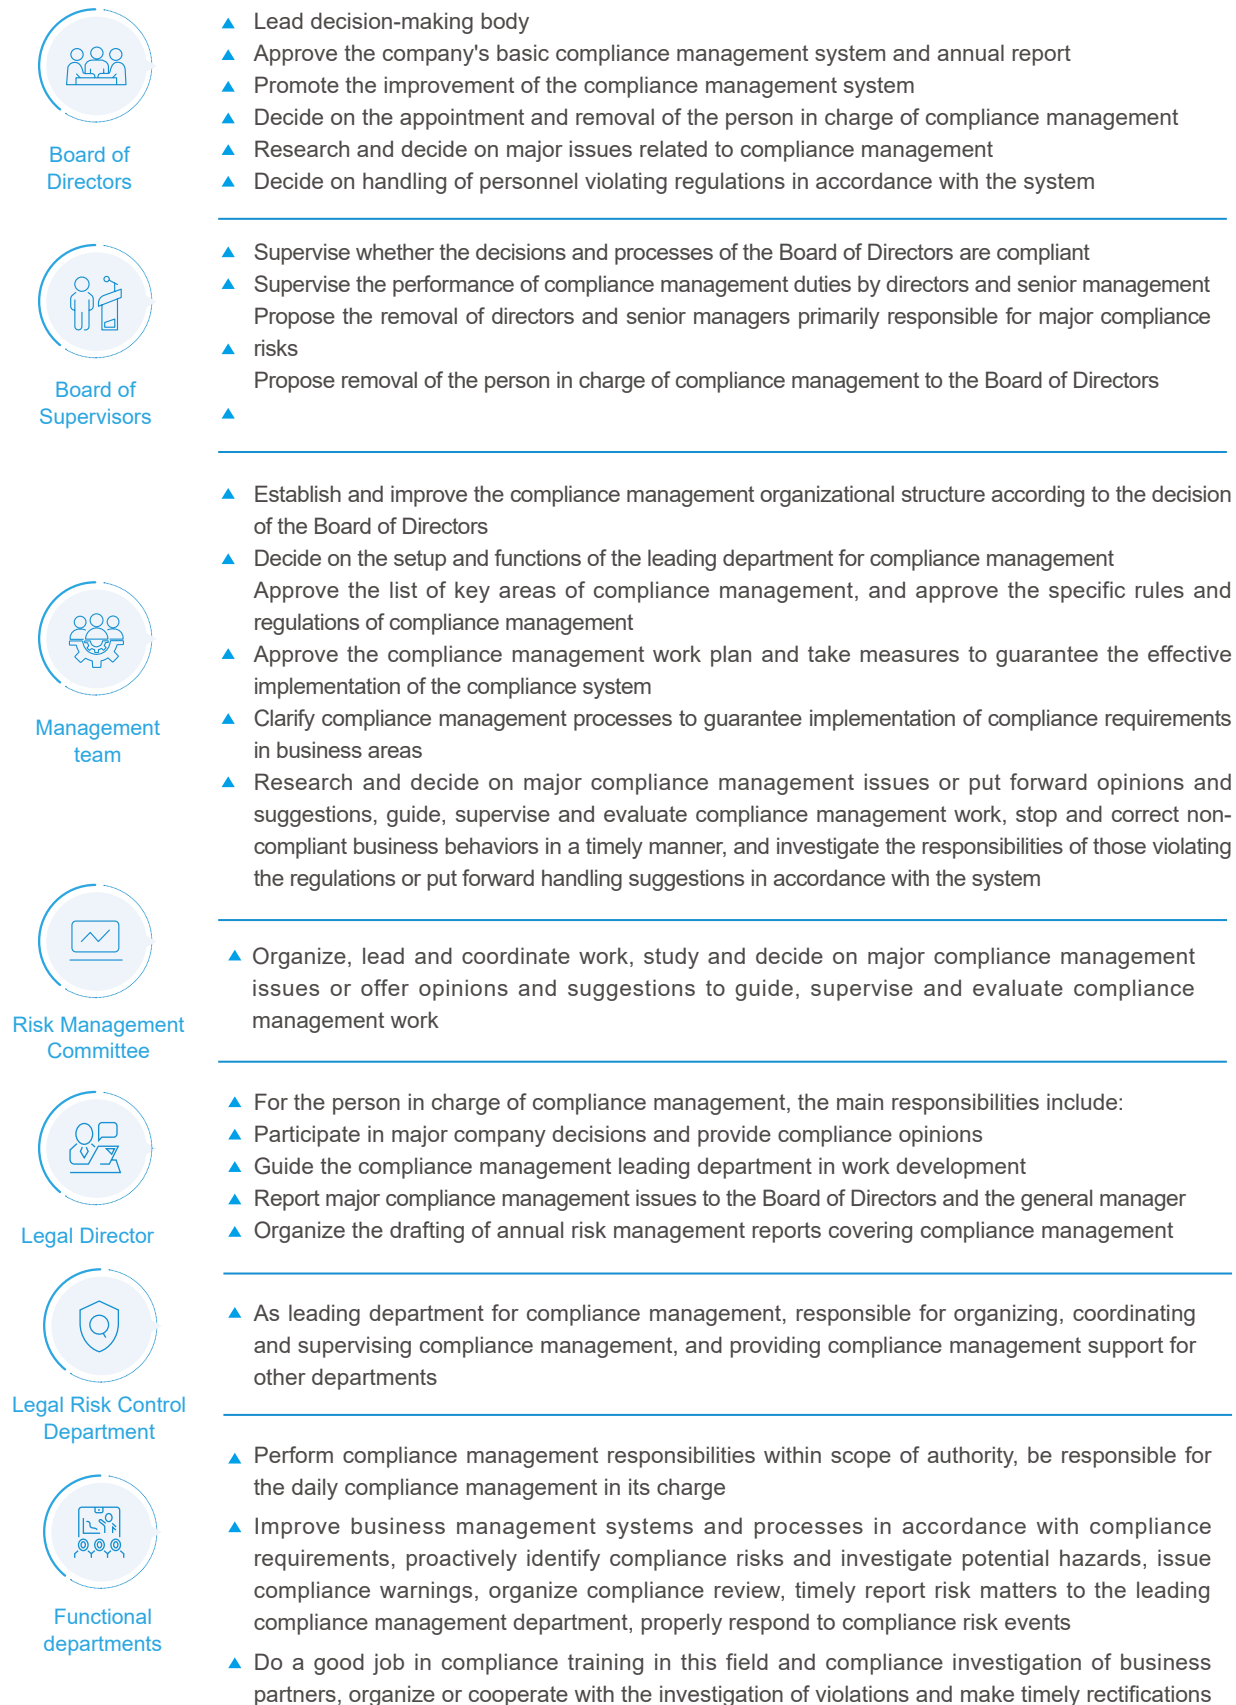 Lead decision-making body
Approve the company's basic compliance management system and annual report
Promote the improvement of the compliance management system
Decide on the appointment and removal of the person in charge of compliance management
Research and decide on major issues related to compliance management
Decide on handling of personnel violating regulations in accordance with the system
Board of
Directors
Supervise whether the decisions and processes of the Board of Directors are compliant
Supervise the performance of compliance management duties by directors and senior management
Propose the removal of directors and senior managers primarily responsible for major compliance
risks
Propose removal of the person in charge of compliance management to the Board of Directors
Board of
Supervisors
Establish and improve the compliance management organizational structure according to the decision
of the Board of Directors
Decide on the setup and functions of the leading department for compliance management
Approve the list of key areas of compliance management, and approve the specific rules and
regulations of compliance management
Approve the compliance management work plan and take measures to guarantee the effective
implementation of the compliance system
Clarify compliance management processes to guarantee implementation of compliance requirements
in business areas
Research and decide on major compliance management issues or put forward opinions and
suggestions, guide, supervise and evaluate compliance management work, stop and correct non-
compliant business behaviors in a timely manner, and investigate the responsibilities of those violating
the regulations or put forward handling suggestions in accordance with the system
Management
team
Organize, lead and coordinate work, study and decide on major compliance management
issues or offer opinions and suggestions to guide, supervise and evaluate compliance
management work
Risk Management
Committee
For the person in charge of compliance management, the main responsibilities include:
Participate in major company decisions and provide compliance opinions
Guide the compliance management leading department in work development
Report major compliance management issues to the Board of Directors and the general manager
Organize the drafting of annual risk management reports covering compliance management
Legal Director
As leading department for compliance management, responsible for organizing, coordinating
and supervising compliance management, and providing compliance management support for
other departments
Legal Risk Control
Department
Perform compliance management responsibilities within scope of authority, be responsible for
the daily compliance management in its charge
Improve business management systems and processes in accordance with compliance
requirements, proactively identify compliance risks and investigate potential hazards, issue
compliance warnings, organize compliance review, timely report risk matters to the leading
compliance management department, properly respond to compliance risk events
Do a good job in compliance training in this field and compliance investigation of business
partners, organize or cooperate with the investigation of violations and make timely rectifications
Functional
departments